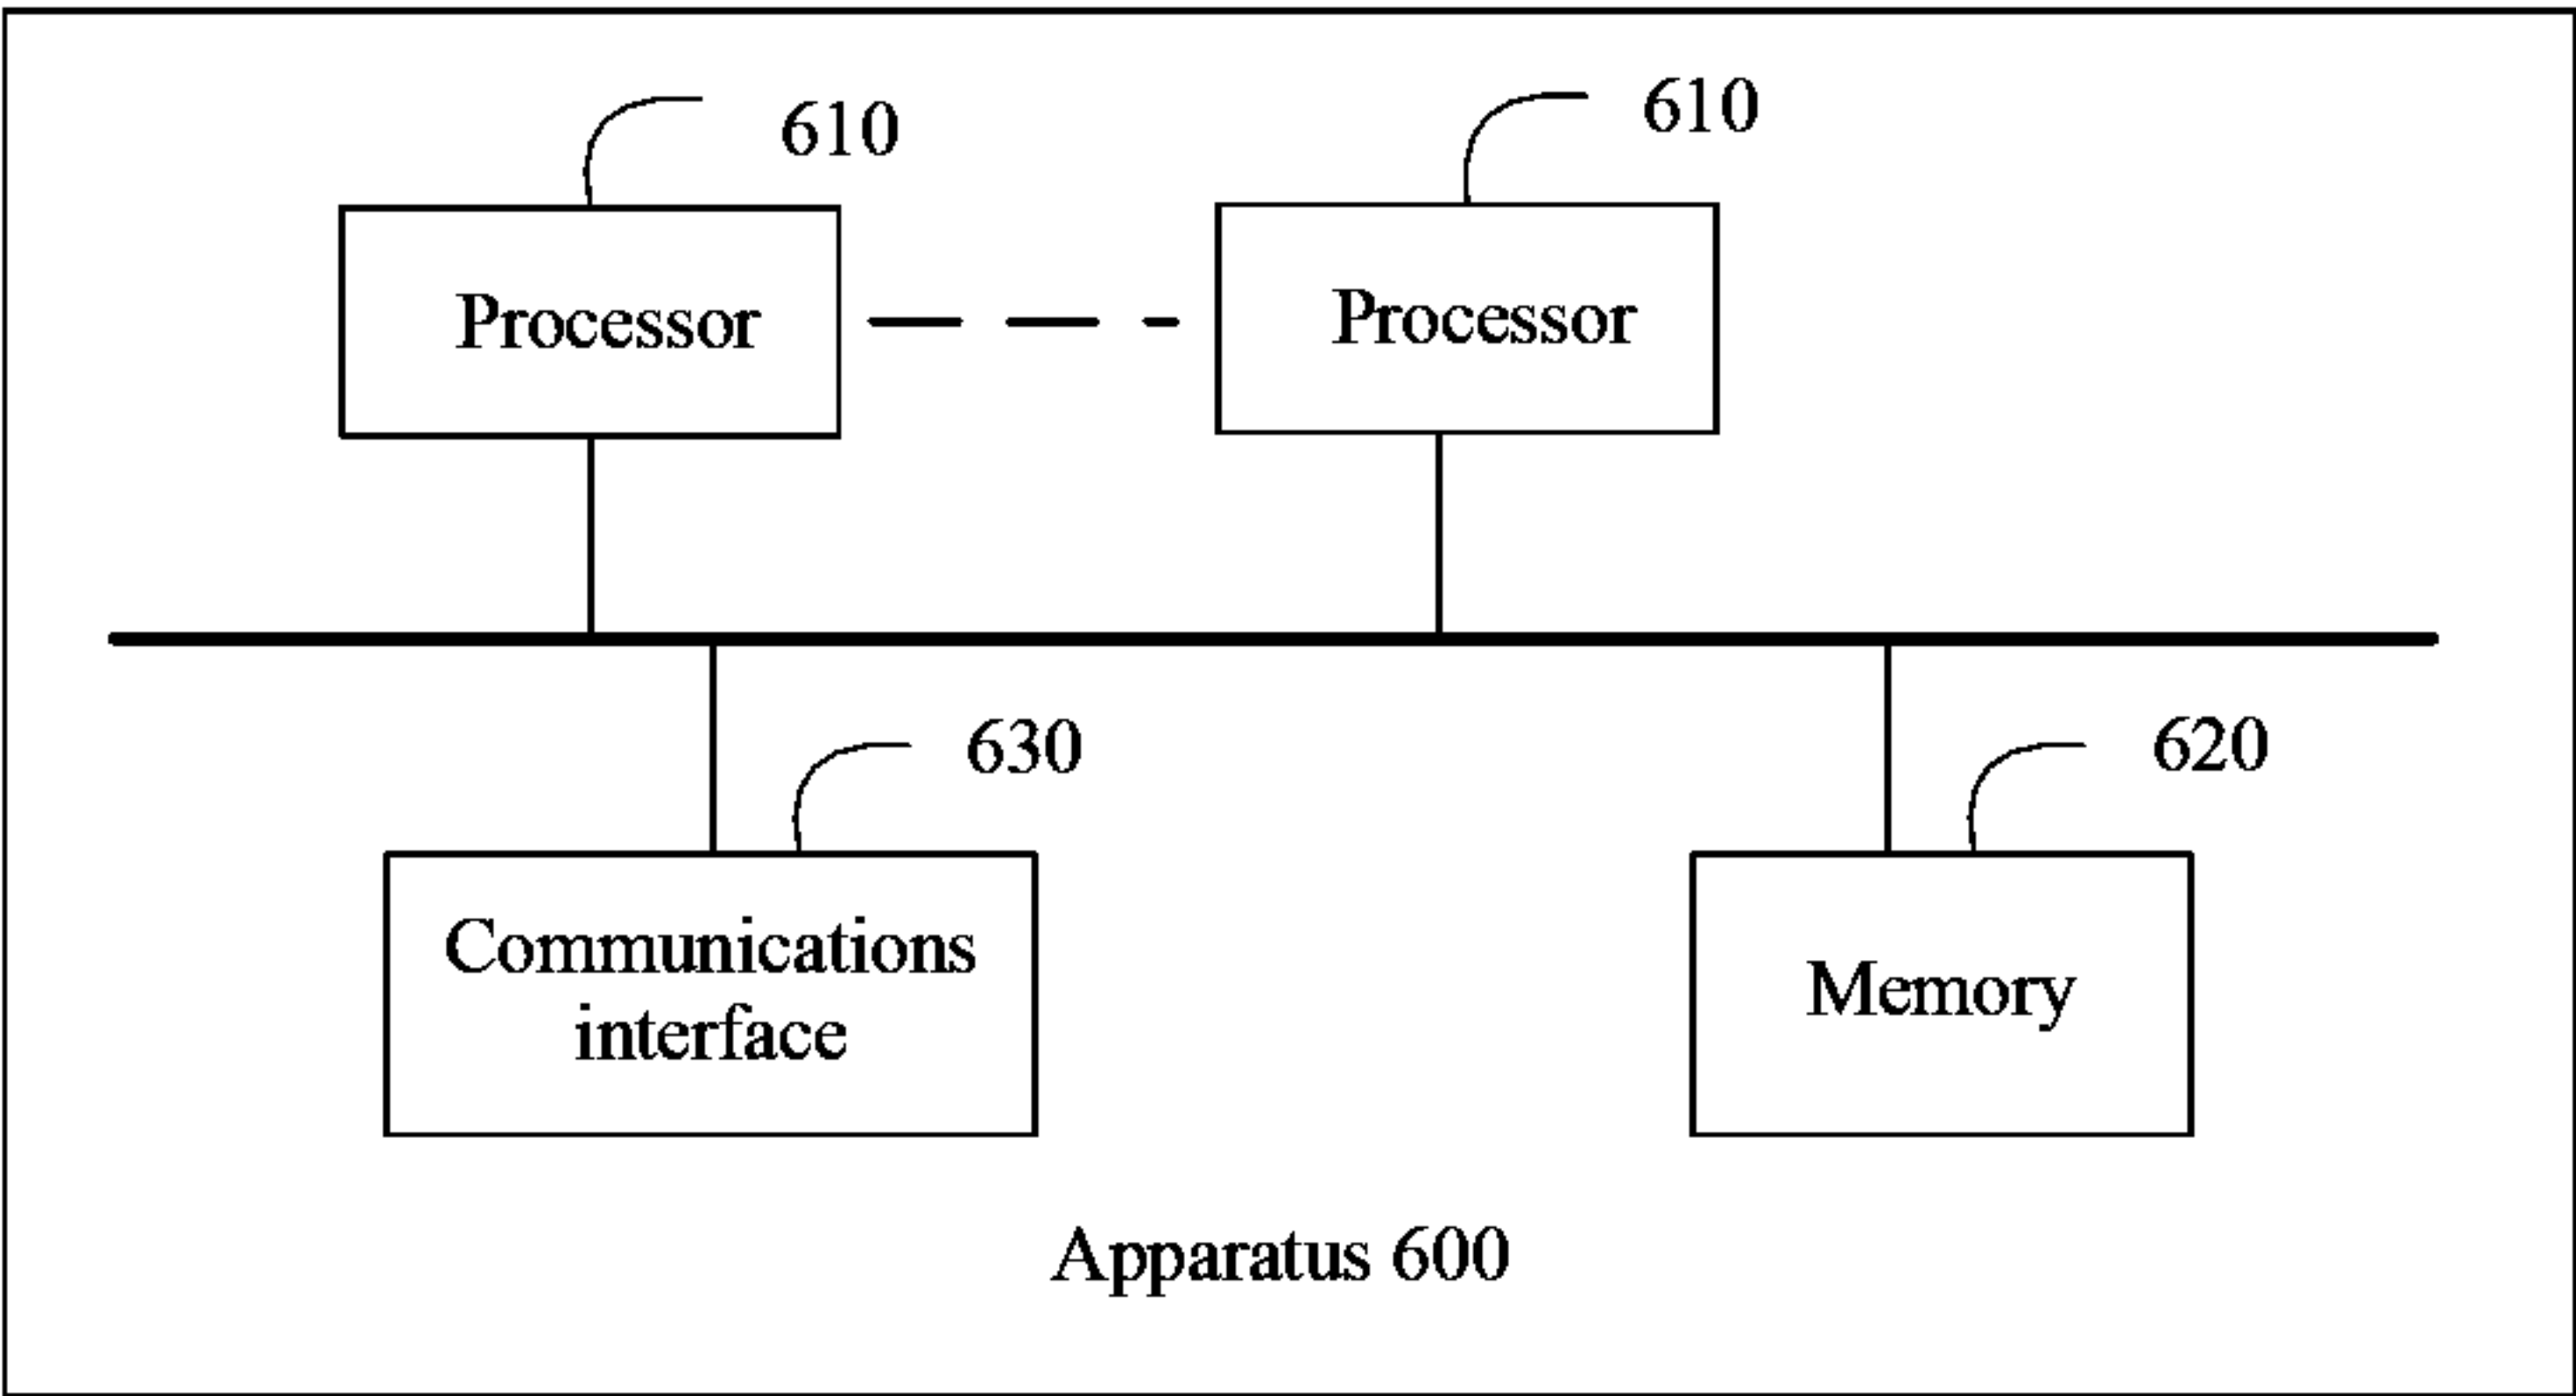 610
610
Processor
Processor
630
620
Communications
interface
Memory
Apparatus 600